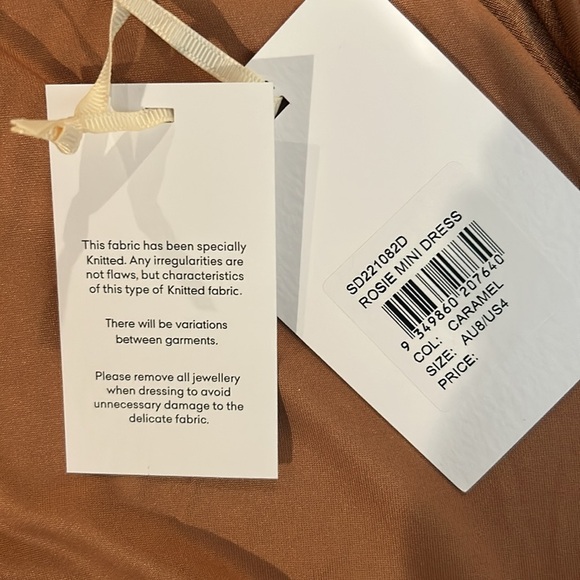 This fabric has been specially
Knitted. Any irregularities are
not flaws, but characteristics
of this type of Knitted fabric.
There will be variations
between garments.
Please remove all jewellery
when dressing to avoid
unnecessary damage to the
delicate fabric.
SD221082D
ROSIE MINI DRESS
9 349860 207640
COL: CARAMEL
SIZE: AU8/US4
PRICE: